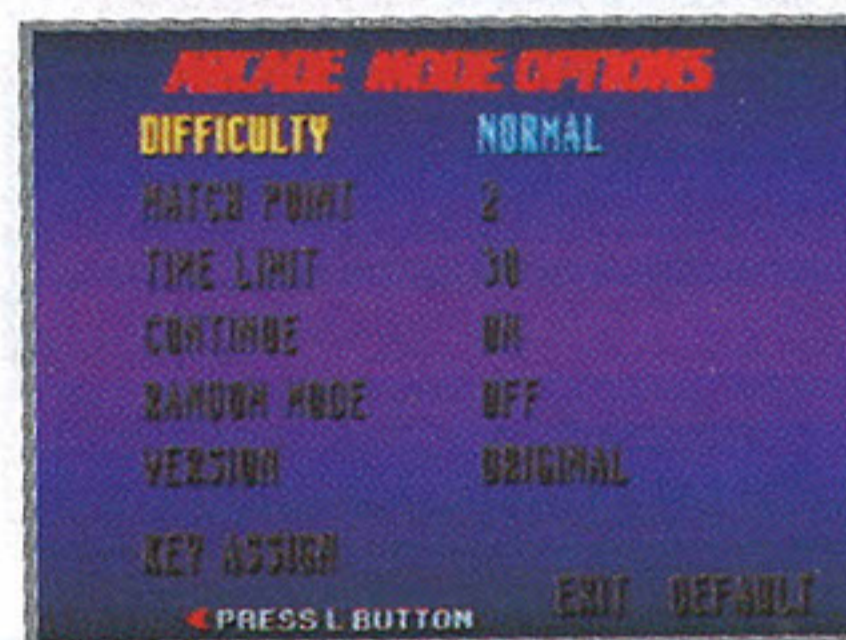 ARCADE MODE OPTIONS
DIFFICULTY NORMAL
MATCH POINT 2
TIME LIMIT 30
CONTINUE ON
RANDOM MODE OFF
VERSION ORIGINAL
KEY ASSIGN
EXIT DEFAULT
PRESS L BUTTON